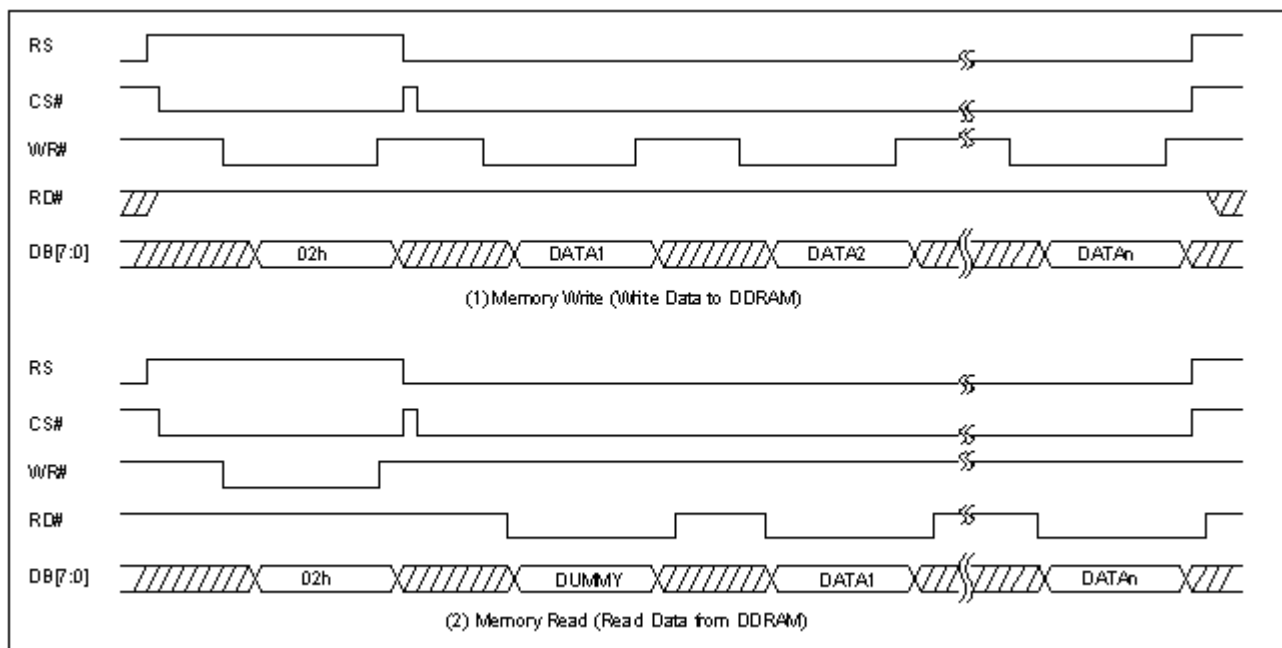 RS
CS#
WR#
RD#
DB[7:0] 02h DATA1 DATA2 DATAn
(1) Memory Write (Write Data to DDRAM)
RS
CS#
WR#
RD#
DB[7:0] 02h DUMMY DATA1 DATAn
(2) Memory Read (Read Data from DDRAM)